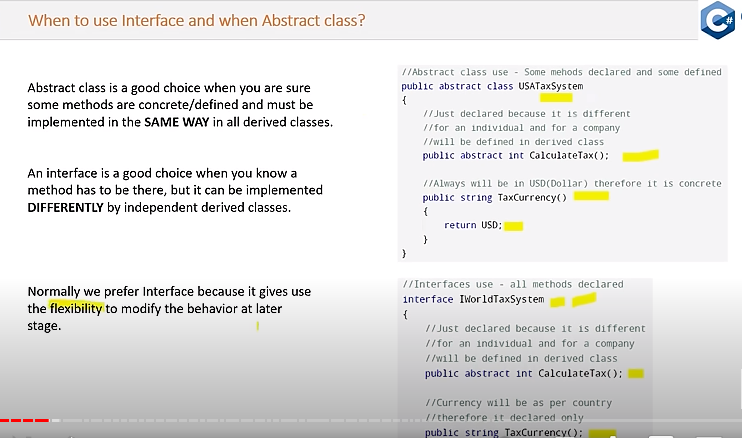 When to use Interface and when Abstract class?
C#
Abstract class is a good choice when you are sure
some methods are concrete/defined and must be
implemented in the SAME WAY in all derived classes.
An interface is a good choice when you know a
method has to be there, but it can be implemented
DIFFERENTLY by independent derived classes.
Normally we prefer Interface because it gives use
the flexibility to modify the behavior at later
stage.
//Abstract class use - Some mehods declared and some defined
public abstract class USATaxSystem
{
//Just declared because it is different
//for an individual and for a company
//will be defined in derived class
public abstract int CalculateTax();
//Always will be in USD(Dollar) therefore it is concrete
public string TaxCurrency()
{
return USD;
}
}
//Interfaces use - all methods declared
interface IWorldTaxSystem
{
//Just declared because it is different
//for an individual and for a company
//will be defined in derived class
public abstract int CalculateTax();
//Currency will be as per country
//therefore it declared only
public string TaxCurrency();